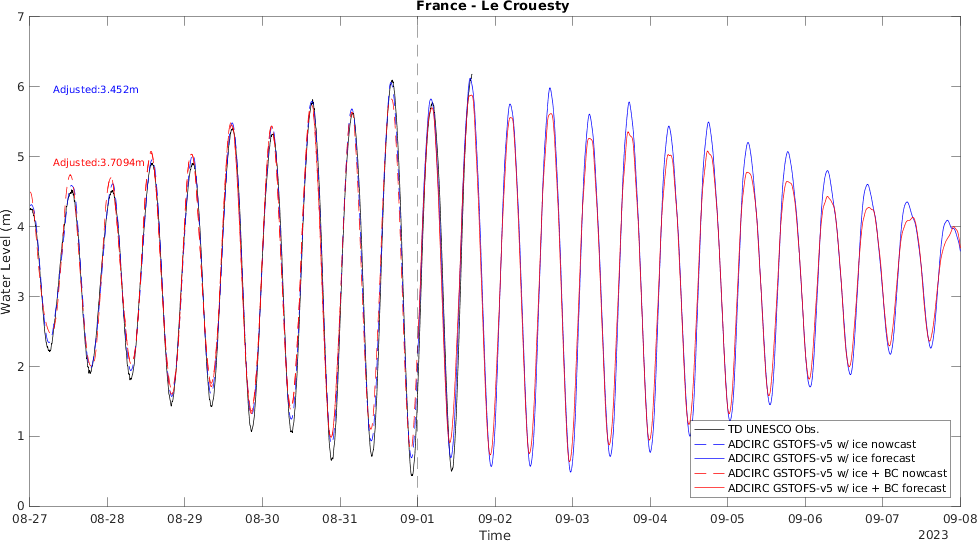 France - Le Crouesty
Water Level (m)
7
6
5
4
3
2
1
0
Adjusted:3.452m
Adjusted:3.7094m
TD UNESCO Obs.
ADCIRC GSTOFS-v5 w/ ice nowcast
ADCIRC GSTOFS-v5 w/ ice forecast
ADCIRC GSTOFS-v5 w/ ice + BC nowcast
ADCIRC GSTOFS-v5 w/ ice + BC forecast
08-27 08-28 08-29 08-30 08-31 09-01 09-02 09-03 09-04 09-05 09-06 09-07 09-08
Time
2023